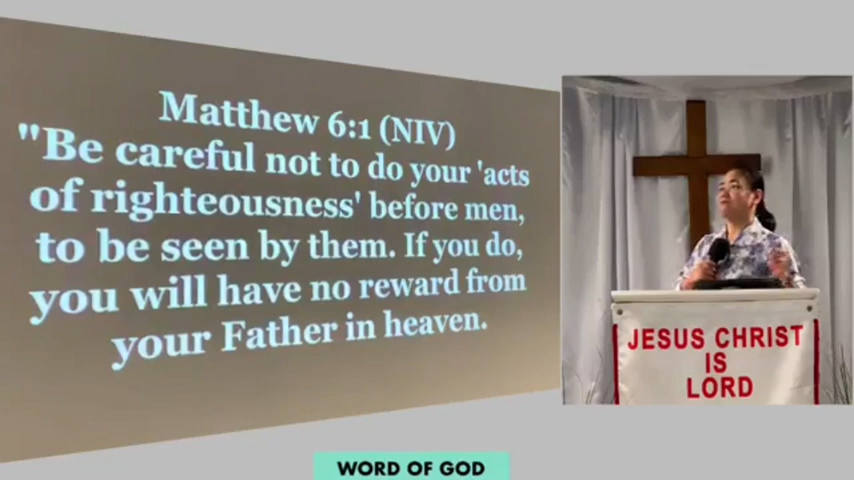 Matthew 6:1 (NIV)
"Be careful not to do your 'acts
of righteousness' before men,
to be seen by them. If you do,
you will have no reward from
your Father in heaven.
JESUS CHRIST
IS
LORD
WORD OF GOD